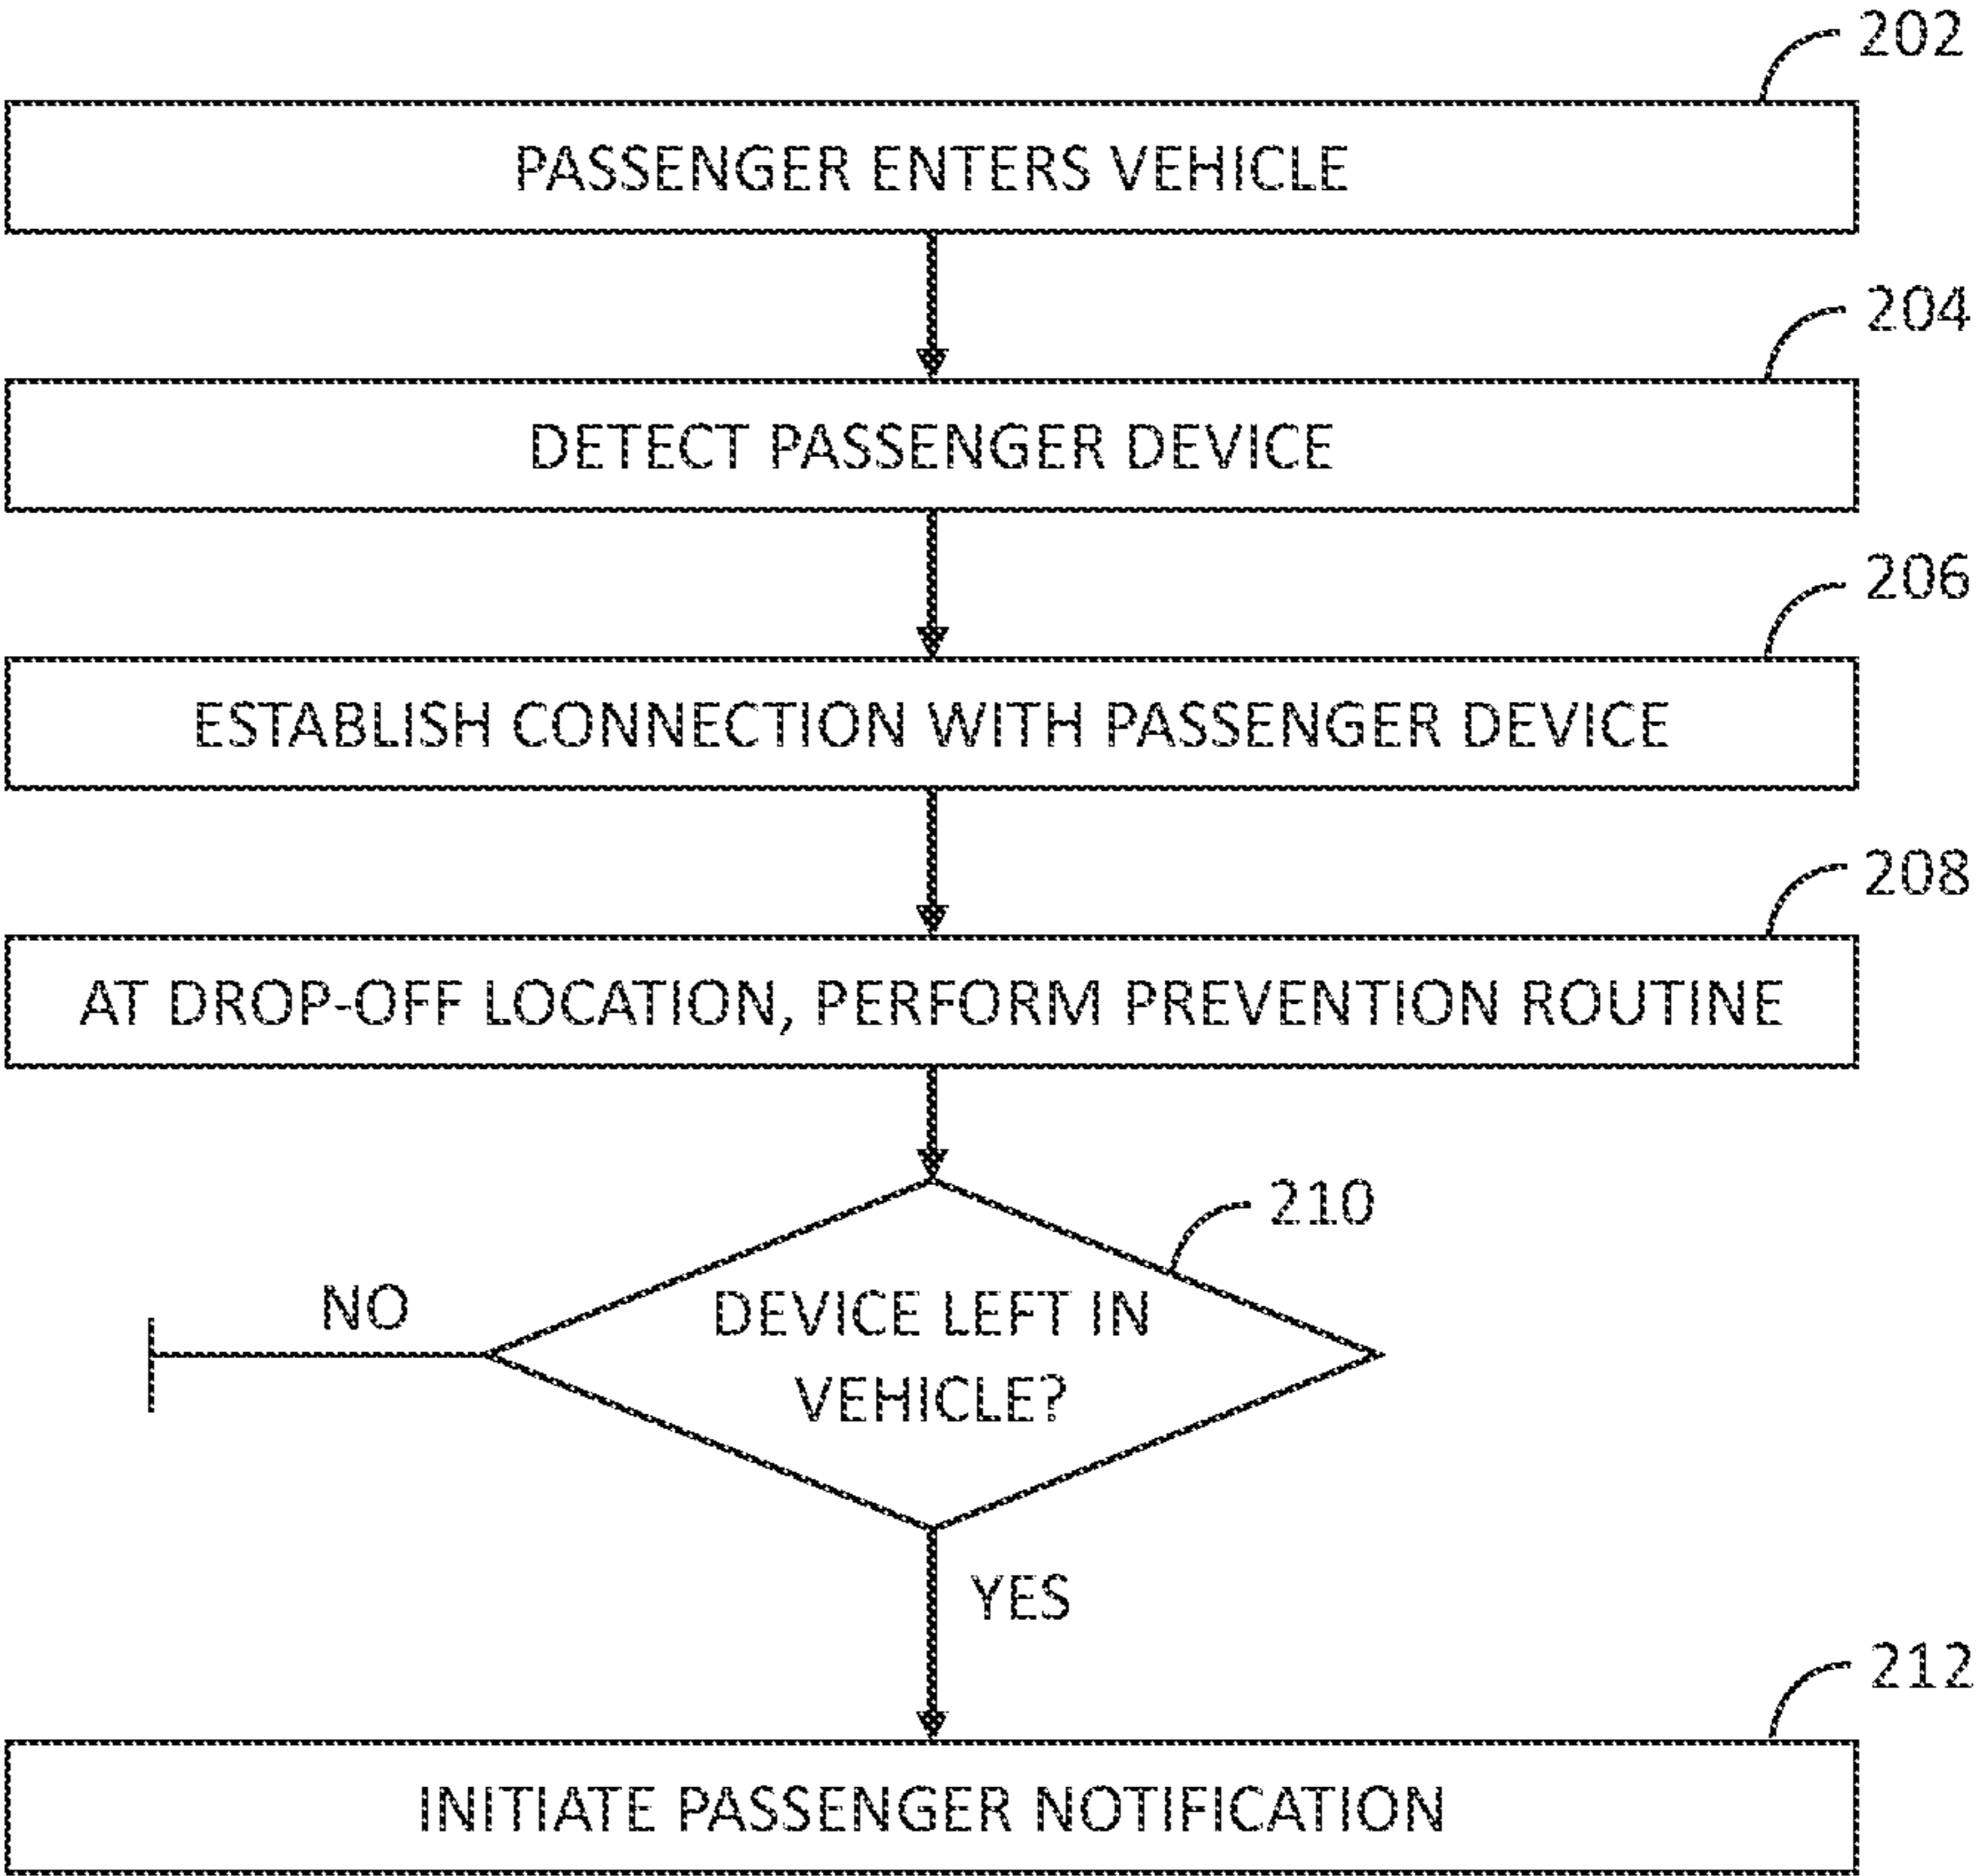 202
PASSENGER ENTERS VEHICLE
204
DETECT PASSENGER DEVICE
206
ESTABLISH CONNECTION WITH PASSENGER DEVICE
208
AT DROP-OFF LOCATION, PERFORM PREVENTION ROUTINE
210
NO
DEVICE LEFT IN
VEHICLE?
YES
212
INITIATE PASSENGER NOTIFICATION